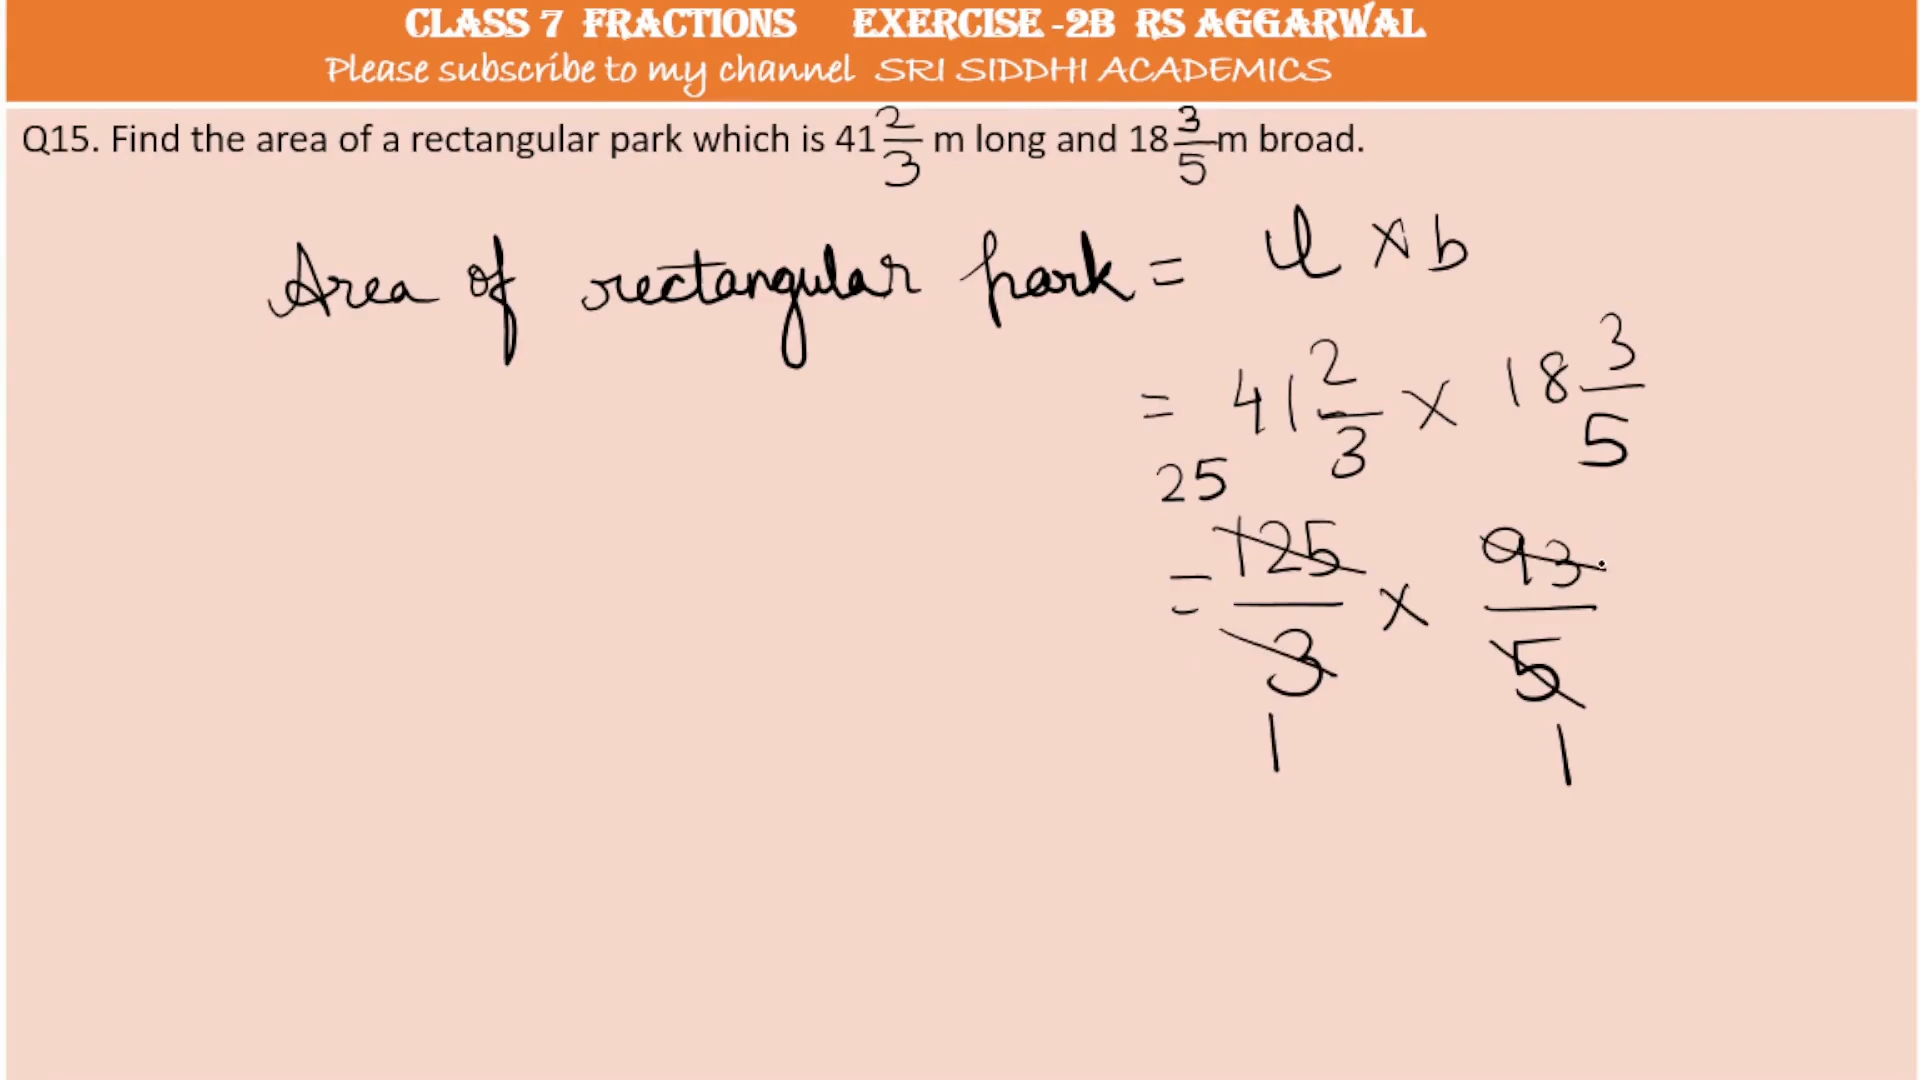 CLASS 7 FRACTIONS EXERCISE -2B RS AGGARWAL
Please subscribe to my channel SRI SIDDHI ACADEMICS
Q15. Find the area of a rectangular park which is 41 2/3 m long and 18 3/5 m broad.
Area of rectangular park = l × b
= 41 2/3 × 18 3/5
25
= 125/3 × 93/5
1 1